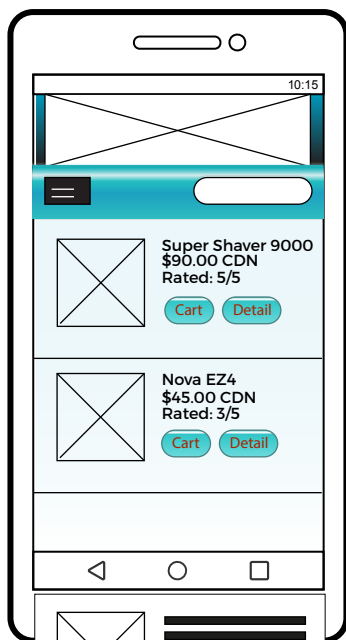 10:15
Super Shaver 9000
$90.00 CDN
Rated: 5/5
Cart Detail
Nova EZ4
$45.00 CDN
Rated: 3/5
Cart Detail